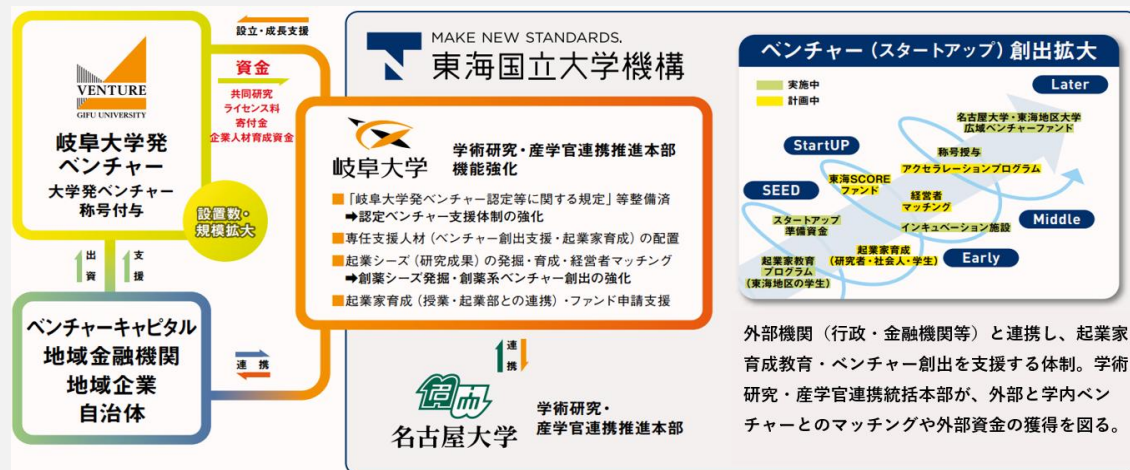 設立・成長支援
VENTURE
GIFU UNIVERSITY
岐阜大学発
ベンチャー
大学発ベンチャー
称号付与
資金
共同研究
ライセンス料
寄付金
企業人材育成資金
設置数・
規模拡大
出資
支援
ベンチャーキャピタル
地域金融機関
地域企業
自治体
連携
MAKE NEW STANDARDS.
東海国立大学機構
岐阜大学
学術研究・産学官連携推進本部
機能強化
■「岐阜大学発ベンチャー認定等に関する規定」等整備済
➡認定ベンチャー支援体制の強化
■専任支援人材(ベンチャー創出支援・起業家育成)の配置
■起業シーズ(研究成果)の発掘・育成・経営者マッチング
➡創薬シーズ発掘・創薬系ベンチャー創出の強化
■起業家育成(授業・起業部との連携)・ファンド申請支援
連携
名大
名古屋大学
学術研究・
産学官連携推進本部
ベンチャー(スタートアップ)創出拡大
実施中
計画中
Later
名古屋大学・東海地区大学
広域ベンチャーファンド
StartUP
称号授与
東海SCORE
ファンド
アクセラレーションプログラム
SEED
経営者
マッチング
Middle
スタートアップ
準備資金
インキュベーション施設
起業家育成
(研究者・社会人・学生)
Early
起業家教育
プログラム
(東海地区の学生)
外部機関(行政・金融機関等)と連携し、起業家
育成教育・ベンチャー創出を支援する体制。学術
研究・産学官連携統括本部が、外部と学内ベン
チャーとのマッチングや外部資金の獲得を図る。